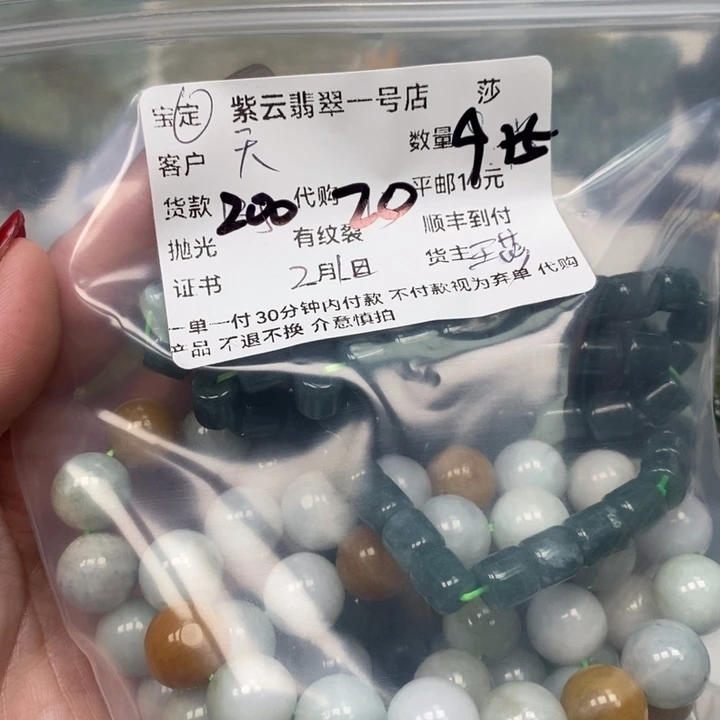 宝定 紫云翡翠一号店 莎
客户 天 数量 4
货款 200 代购 20 平邮10元
抛光 有纹裂 顺丰到付
证书 2月 日 货主 王
一单一付 30分钟内付款 不付款视为弃单 代购
产品 不退不换 介意慎拍